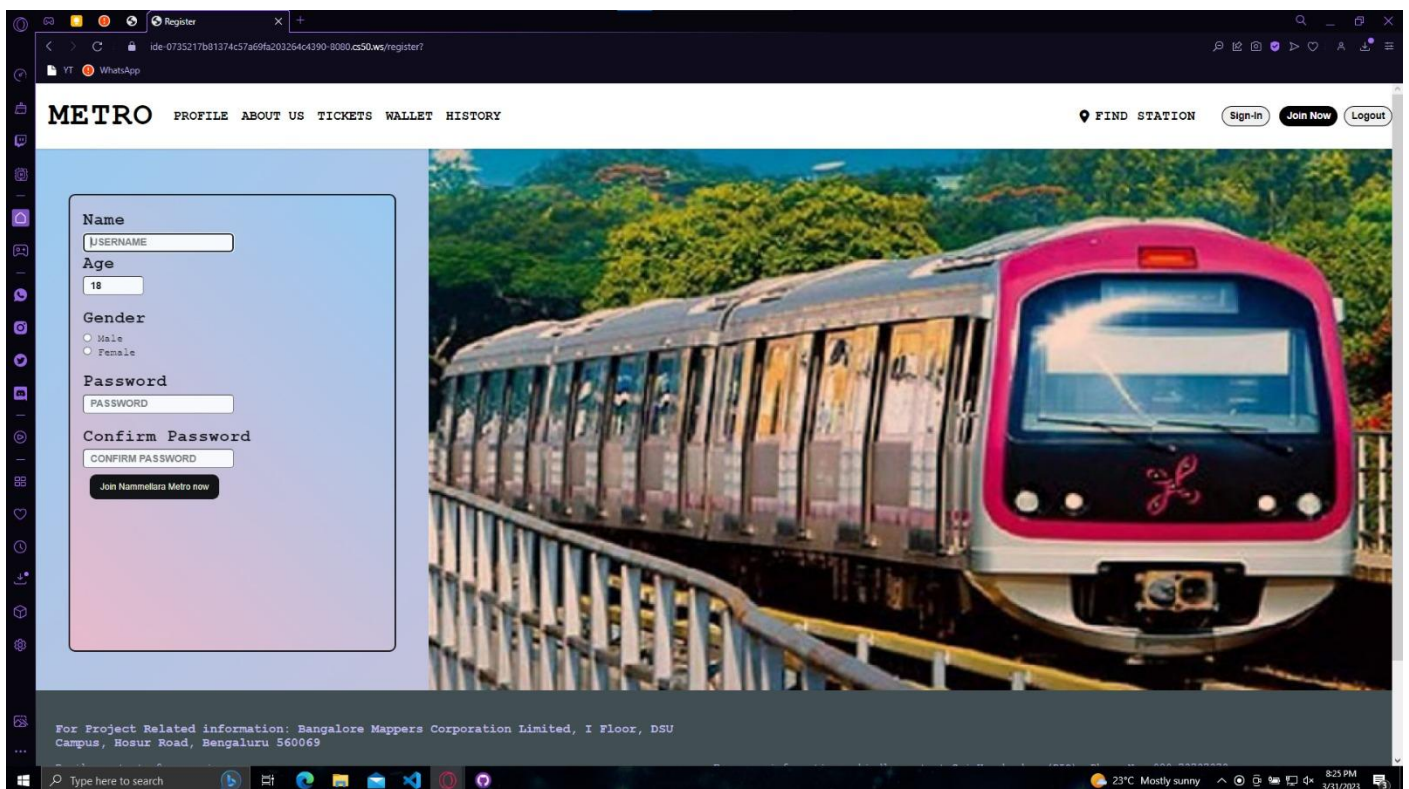 Register
ide-0735217b81374c57a69fa203264c4390-8080.cs50.ws/register?
YT
WhatsApp
METRO PROFILE ABOUT US TICKETS WALLET HISTORY FIND STATION Sign-In Join Now Logout
Name
USERNAME
Age
18
Gender
Male
Female
Password
PASSWORD
Confirm Password
CONFIRM PASSWORD
Join Nammellara Metro now
For Project Related information: Bangalore Mappers Corporation Limited, I Floor, DSU
Campus, Hosur Road, Bengaluru 560069
Type here to search
23°C Mostly sunny
8:25 PM
3/31/2023